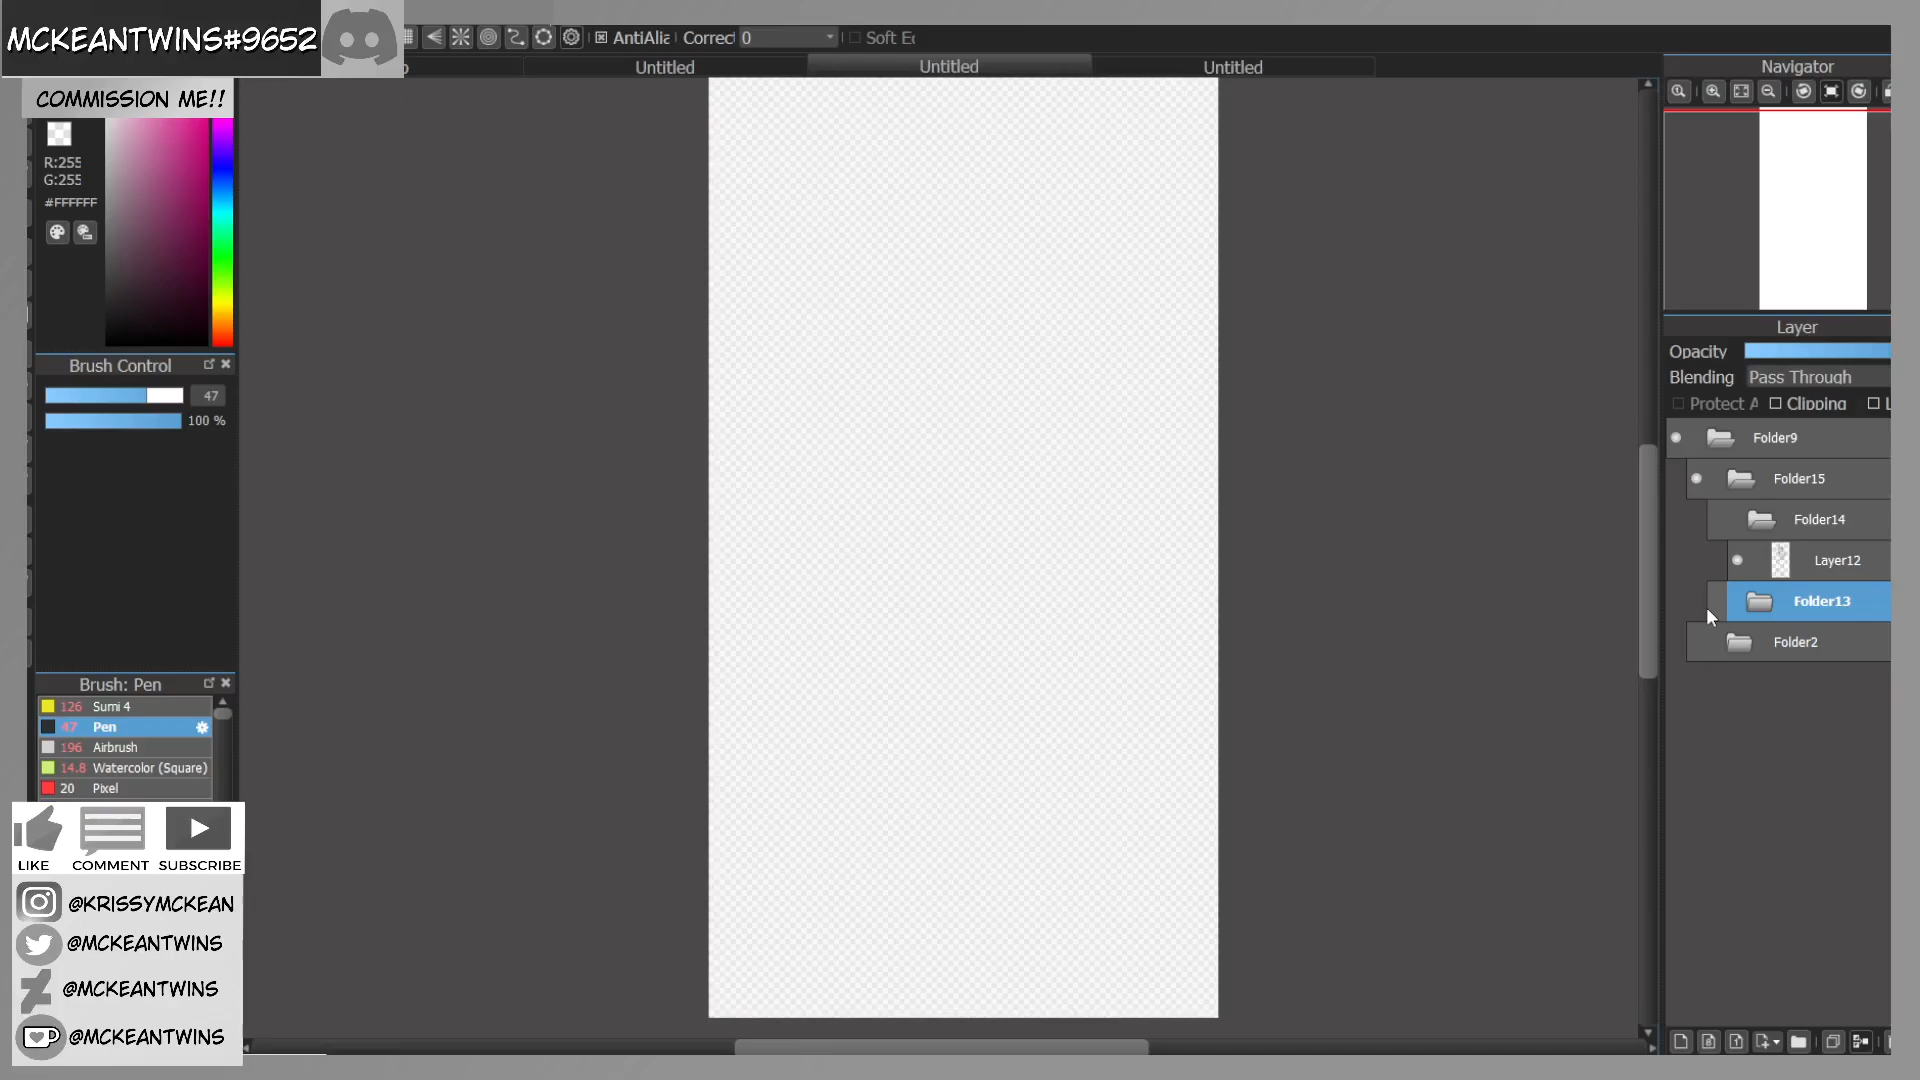 MCKEANTWINS#9652
AntiAlia
Correct
0
Soft Ec
Untitled
Untitled
Untitled
Navigator
COMMISSION ME!!
R:255
G:255
#FFFFFF
Brush Control
47
100 %
Layer
Opacity
Blending
Pass Through
Protect A
Clipping
L
Folder9
Folder15
Folder14
Layer12
Folder13
Folder2
Brush: Pen
126 Sumi 4
47 Pen
196 Airbrush
14.8 Watercolor (Square)
20 Pixel
LIKE
COMMENT
SUBSCRIBE
@KRISSYMCKEAN
@MCKEANTWINS
@MCKEANTWINS
@MCKEANTWINS